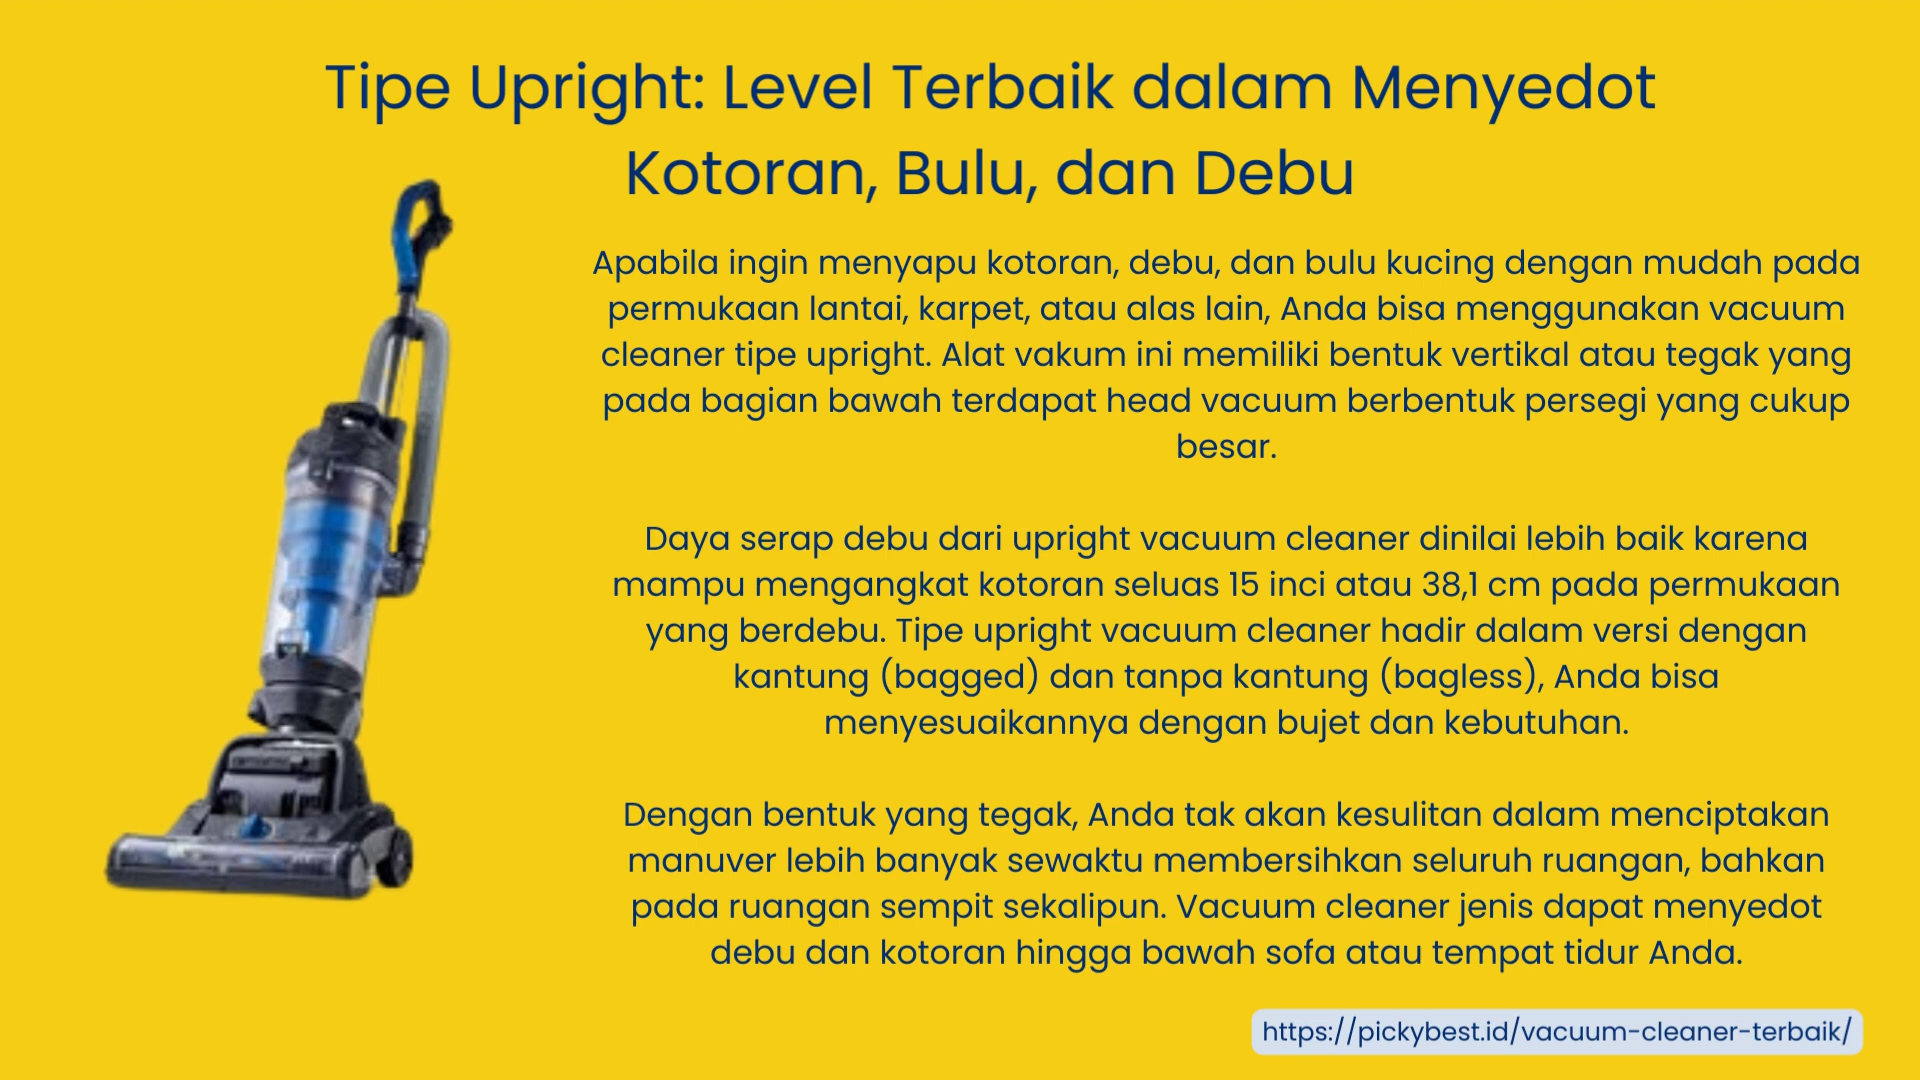 Tipe Upright: Level Terbaik dalam Menyedot
Kotoran, Bulu, dan Debu
Apabila ingin menyapu kotoran, debu, dan bulu kucing dengan mudah pada
permukaan lantai, karpet, atau alas lain, Anda bisa menggunakan vacuum
cleaner tipe upright. Alat vakum ini memiliki bentuk vertikal atau tegak yang
pada bagian bawah terdapat head vacuum berbentuk persegi yang cukup
besar.
Daya serap debu dari upright vacuum cleaner dinilai lebih baik karena
mampu mengangkat kotoran seluas 15 inci atau 38,1 cm pada permukaan
yang berdebu. Tipe upright vacuum cleaner hadir dalam versi dengan
kantung (bagged) dan tanpa kantung (bagless), Anda bisa
menyesuaikannya dengan bujet dan kebutuhan.
Dengan bentuk yang tegak, Anda tak akan kesulitan dalam menciptakan
manuver lebih banyak sewaktu membersihkan seluruh ruangan, bahkan
pada ruangan sempit sekalipun. Vacuum cleaner jenis dapat menyedot
debu dan kotoran hingga bawah sofa atau tempat tidur Anda.
https://pickybest.id/vacuum-cleaner-terbaik/